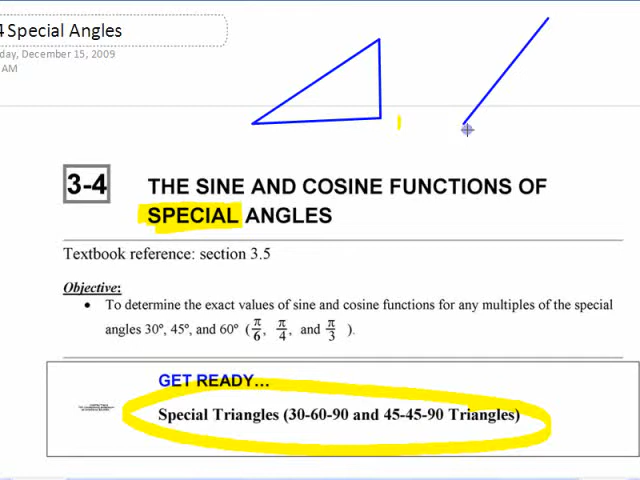 4 Special Angles
day, December 15, 2009
AM
3-4
THE SINE AND COSINE FUNCTIONS OF
SPECIAL ANGLES
Textbook reference: section 3.5
Objective:
• To determine the exact values of sine and cosine functions for any multiples of the special
angles 30º, 45º, and 60º (π/6, π/4, and π/3 ).
GET READY…
Special Triangles (30-60-90 and 45-45-90 Triangles)